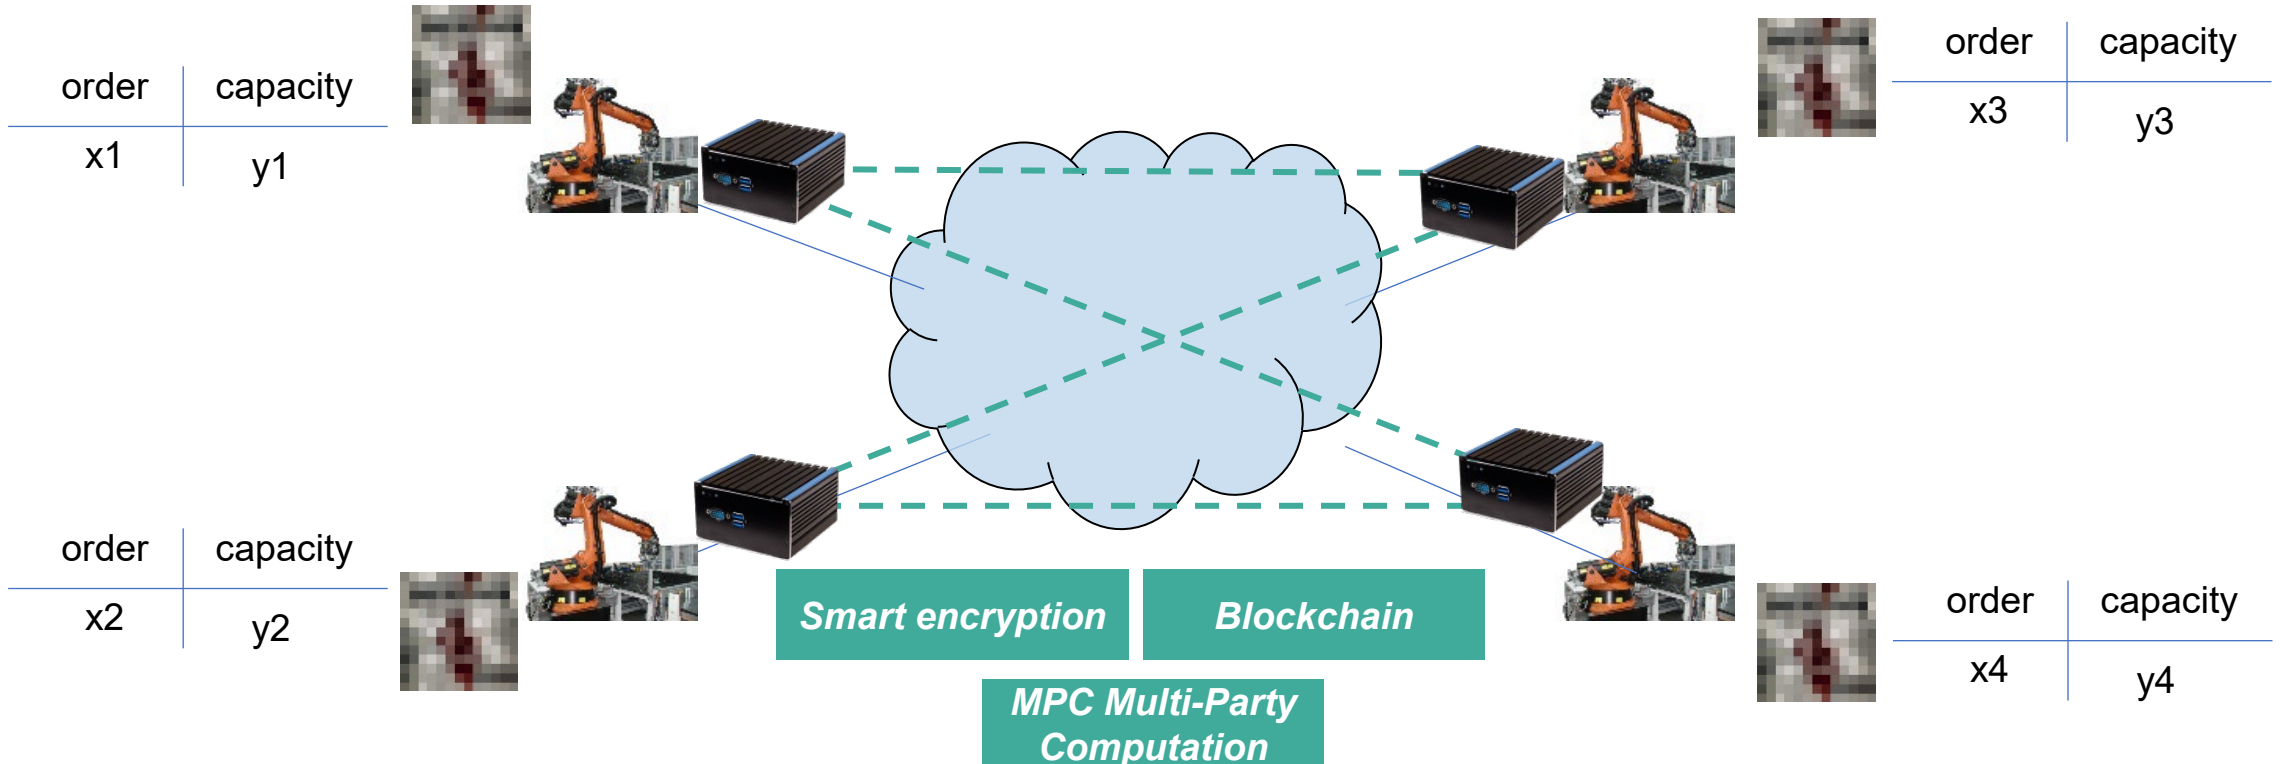 order capacity
x1 y1
order capacity
x3 y3
order capacity
x2 y2
Smart encryption
Blockchain
MPC Multi-Party
Computation
order capacity
x4 y4